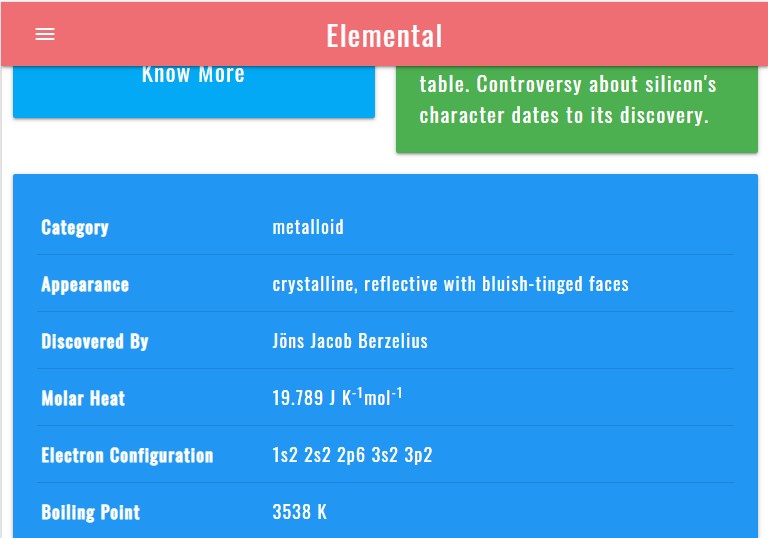 Elemental
Know More
table. Controversy about silicon's
character dates to its discovery.
Category metalloid
Appearance crystalline, reflective with bluish-tinged faces
Discovered By Jöns Jacob Berzelius
Molar Heat 19.789 J K⁻¹mol⁻¹
Electron Configuration 1s2 2s2 2p6 3s2 3p2
Boiling Point 3538 K